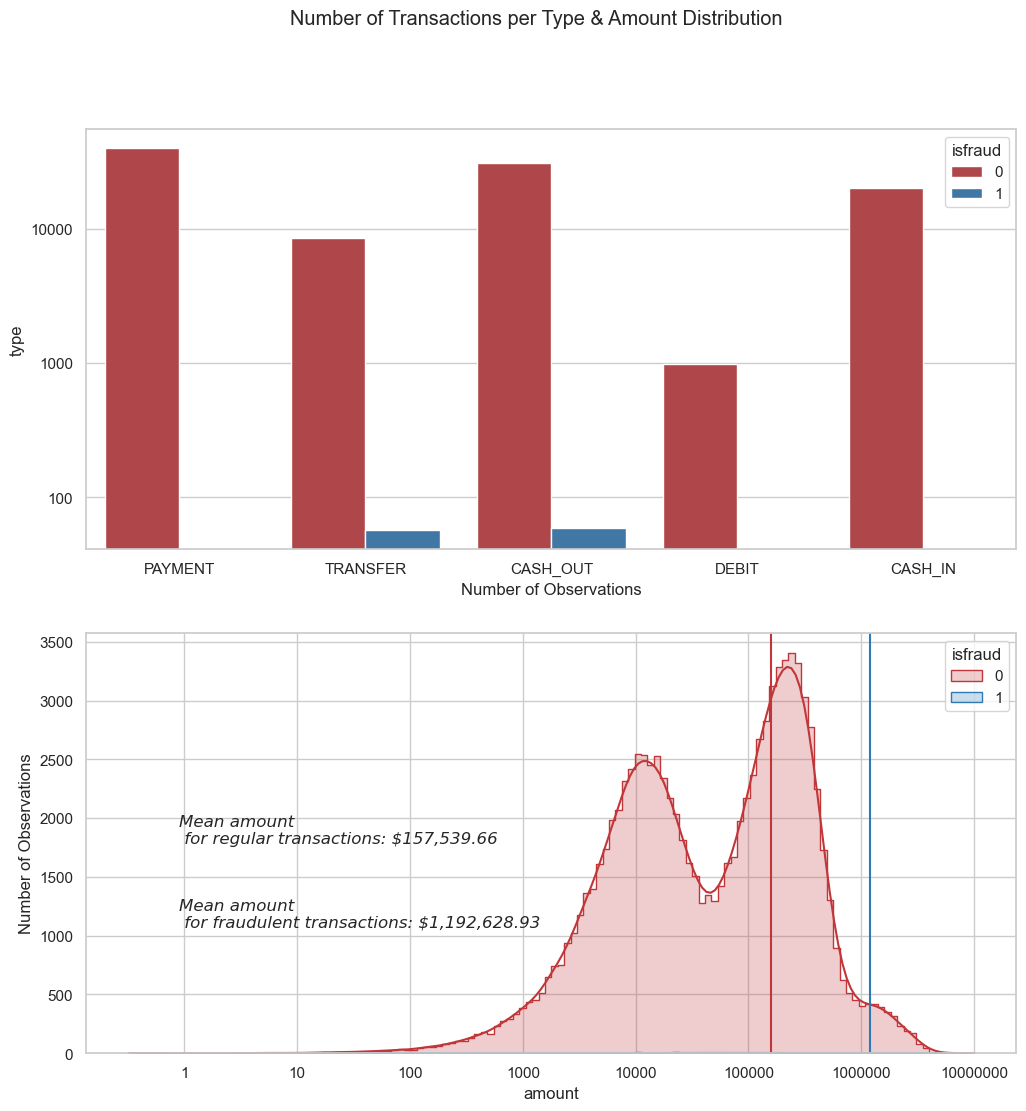 Number of Transactions per Type & Amount Distribution
isfraud
0
1
10000
1000
100
type
PAYMENT TRANSFER CASH_OUT DEBIT CASH_IN
Number of Observations
3500
3000
2500
2000
1500
1000
500
0
Number of Observations
isfraud
0
1
Mean amount
for regular transactions: $157,539.66
Mean amount
for fraudulent transactions: $1,192,628.93
1 10 100 1000 10000 100000 1000000 10000000
amount